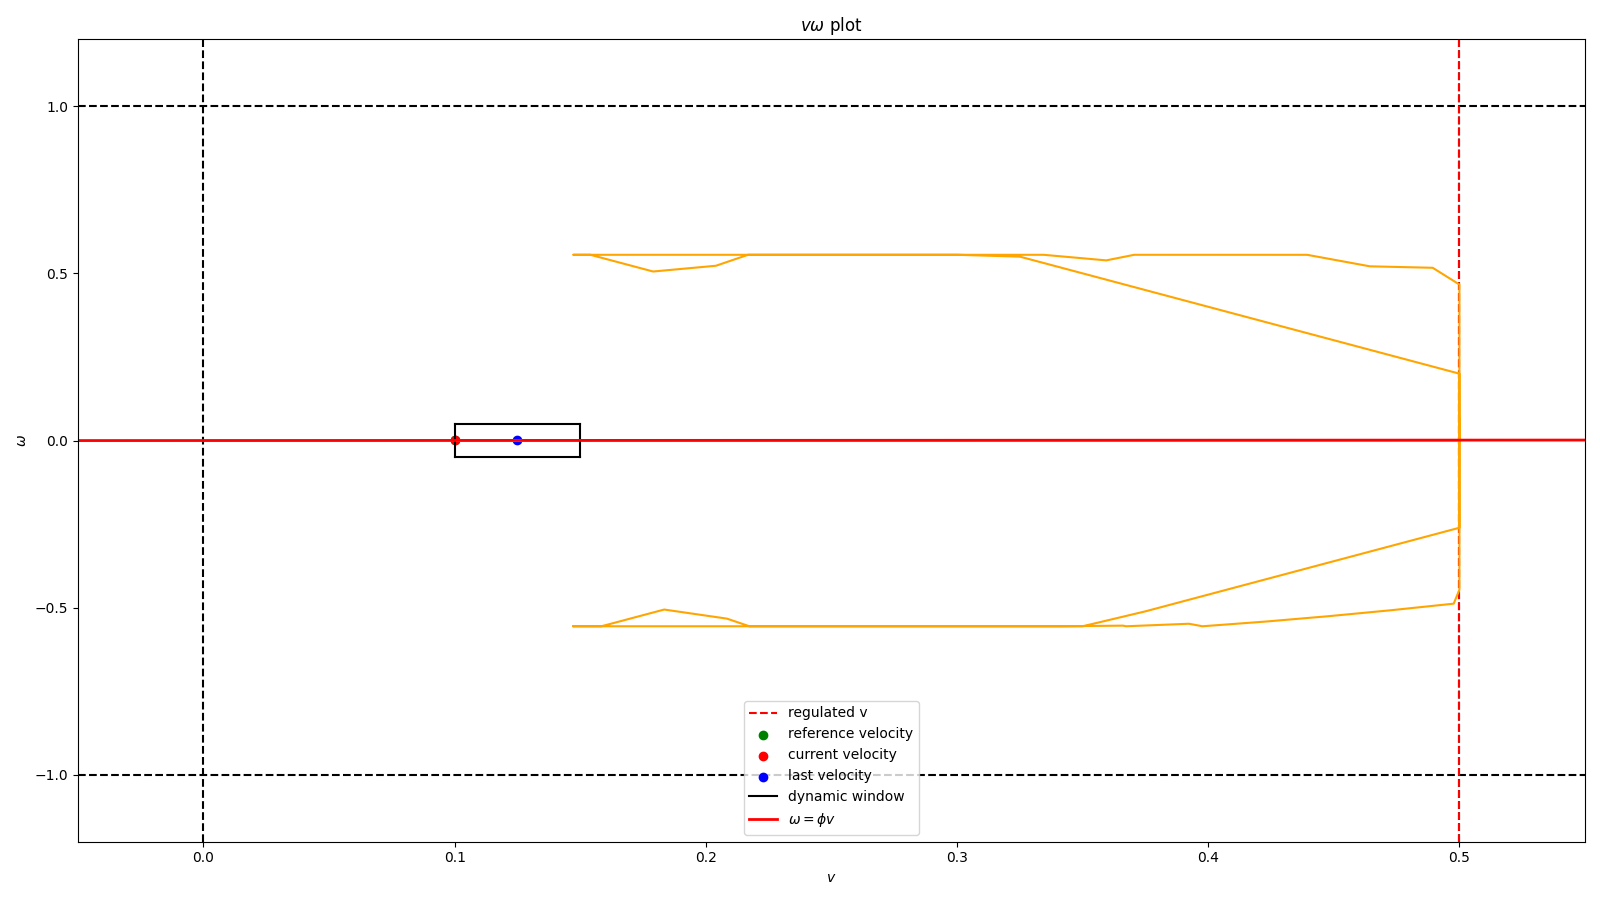 vω plot
1.0
0.5
0.0
−0.5
−1.0
ω
regulated v
reference velocity
current velocity
last velocity
dynamic window
ω = ϕv
0.0 0.1 0.2 0.3 0.4 0.5
v